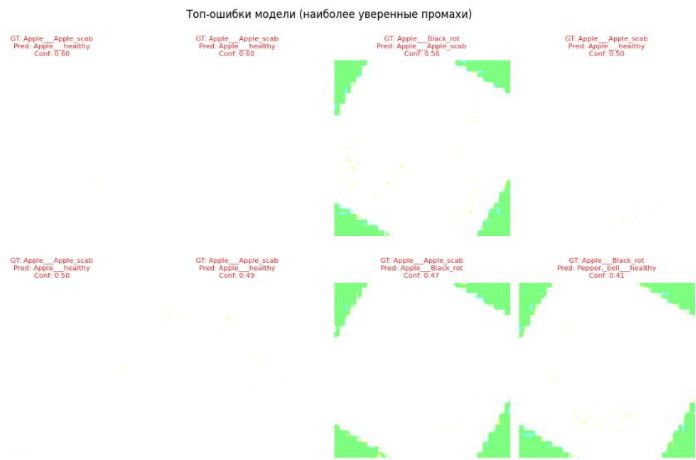 Топ-ошибки модели (наиболее уверенные промахи)
GT: Apple___Apple_scab
Pred: Apple___healthy
Conf: 0.60
GT: Apple___Apple_scab
Pred: Apple___healthy
Conf: 0.60
GT: Apple___Black_rot
Pred: Apple___Apple_scab
Conf: 0.56
GT: Apple___Apple_scab
Pred: Apple___healthy
Conf: 0.50
GT: Apple___Apple_scab
Pred: Apple___healthy
Conf: 0.50
GT: Apple___Apple_scab
Pred: Apple___healthy
Conf: 0.49
GT: Apple___Apple_scab
Pred: Apple___Black_rot
Conf: 0.47
GT: Apple___Black_rot
Pred: Pepper,_bell___healthy
Conf: 0.41